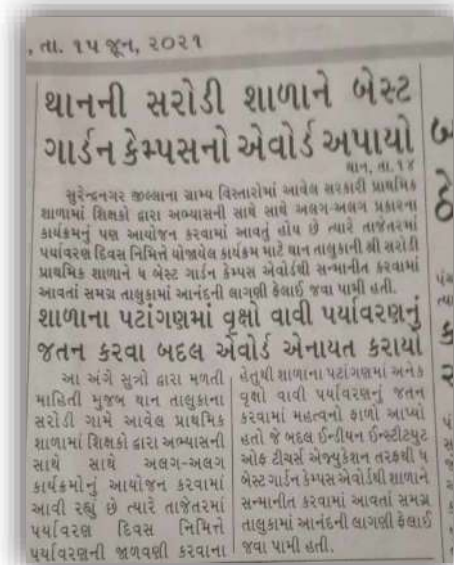 , તા. ૧૫ જૂન, ૨૦૨૧
થાનની સરોડી શાળાને બેસ્ટ
ગાર્ડન કેમ્પસનો એવોર્ડ અપાયો
થાન, તા. ૧૪
સુરેન્દ્રનગર જીલ્લાના ગ્રામ્ય વિસ્તારોમાં આવેલ સરકારી પ્રાથમિક
શાળામાં શિક્ષકો દ્વારા અભ્યાસની સાથે સાથે અલગ-અલગ પ્રકારના
કાર્યક્રમનું પણ આયોજન કરવામાં આવતું હોય છે ત્યારે તાજેતરમાં
પર્યાવરણ દિવસ નિમિત્તે યોજાયેલ કાર્યક્રમ માટે થાન તાલુકાની શ્રી સરોડી
પ્રાથમિક શાળાને ધ બેસ્ટ ગાર્ડન કેમ્પસ એવોર્ડથી સન્માનીત કરવામાં
આવતાં સમગ્ર તાલુકામાં આનંદની લાગણી ફેલાઈ જવા પામી હતી.
શાળાના પટાંગણમાં વૃક્ષો વાવી પર્યાવરણનું
જતન કરવા બદલ એવોર્ડ એનાયત કરાયો
આ અંગે સુત્રો દ્વારા મળતી
માહિતી મુજબ થાન તાલુકાના
સરોડી ગામે આવેલ પ્રાથમિક
શાળામાં શિક્ષકો દ્વારા અભ્યાસની
સાથે સાથે અલગ-અલગ
કાર્યક્રમોનું આયોજન કરવામાં
આવી રહ્યું છે ત્યારે તાજેતરમાં
પર્યાવરણ દિવસ નિમિત્તે
પર્યાવરણની જાળવણી કરવાના
હેતુથી શાળાના પટાંગણમાં અનેક
વૃક્ષો વાવી પર્યાવરણનું જતન
કરવામાં મહત્વનો ફાળો આપ્યો
હતો જે બદલ ઈન્ડીયન ઈન્સ્ટીટયુટ
ઓફ ટીચર્સ એજ્યુકેશન તરફથી ધ
બેસ્ટ ગાર્ડન કેમ્પસ એવોર્ડથી શાળાને
સન્માનીત કરવામાં આવતાં સમગ્ર
તાલુકામાં આનંદની લાગણી ફેલાઈ
જવા પામી હતી.